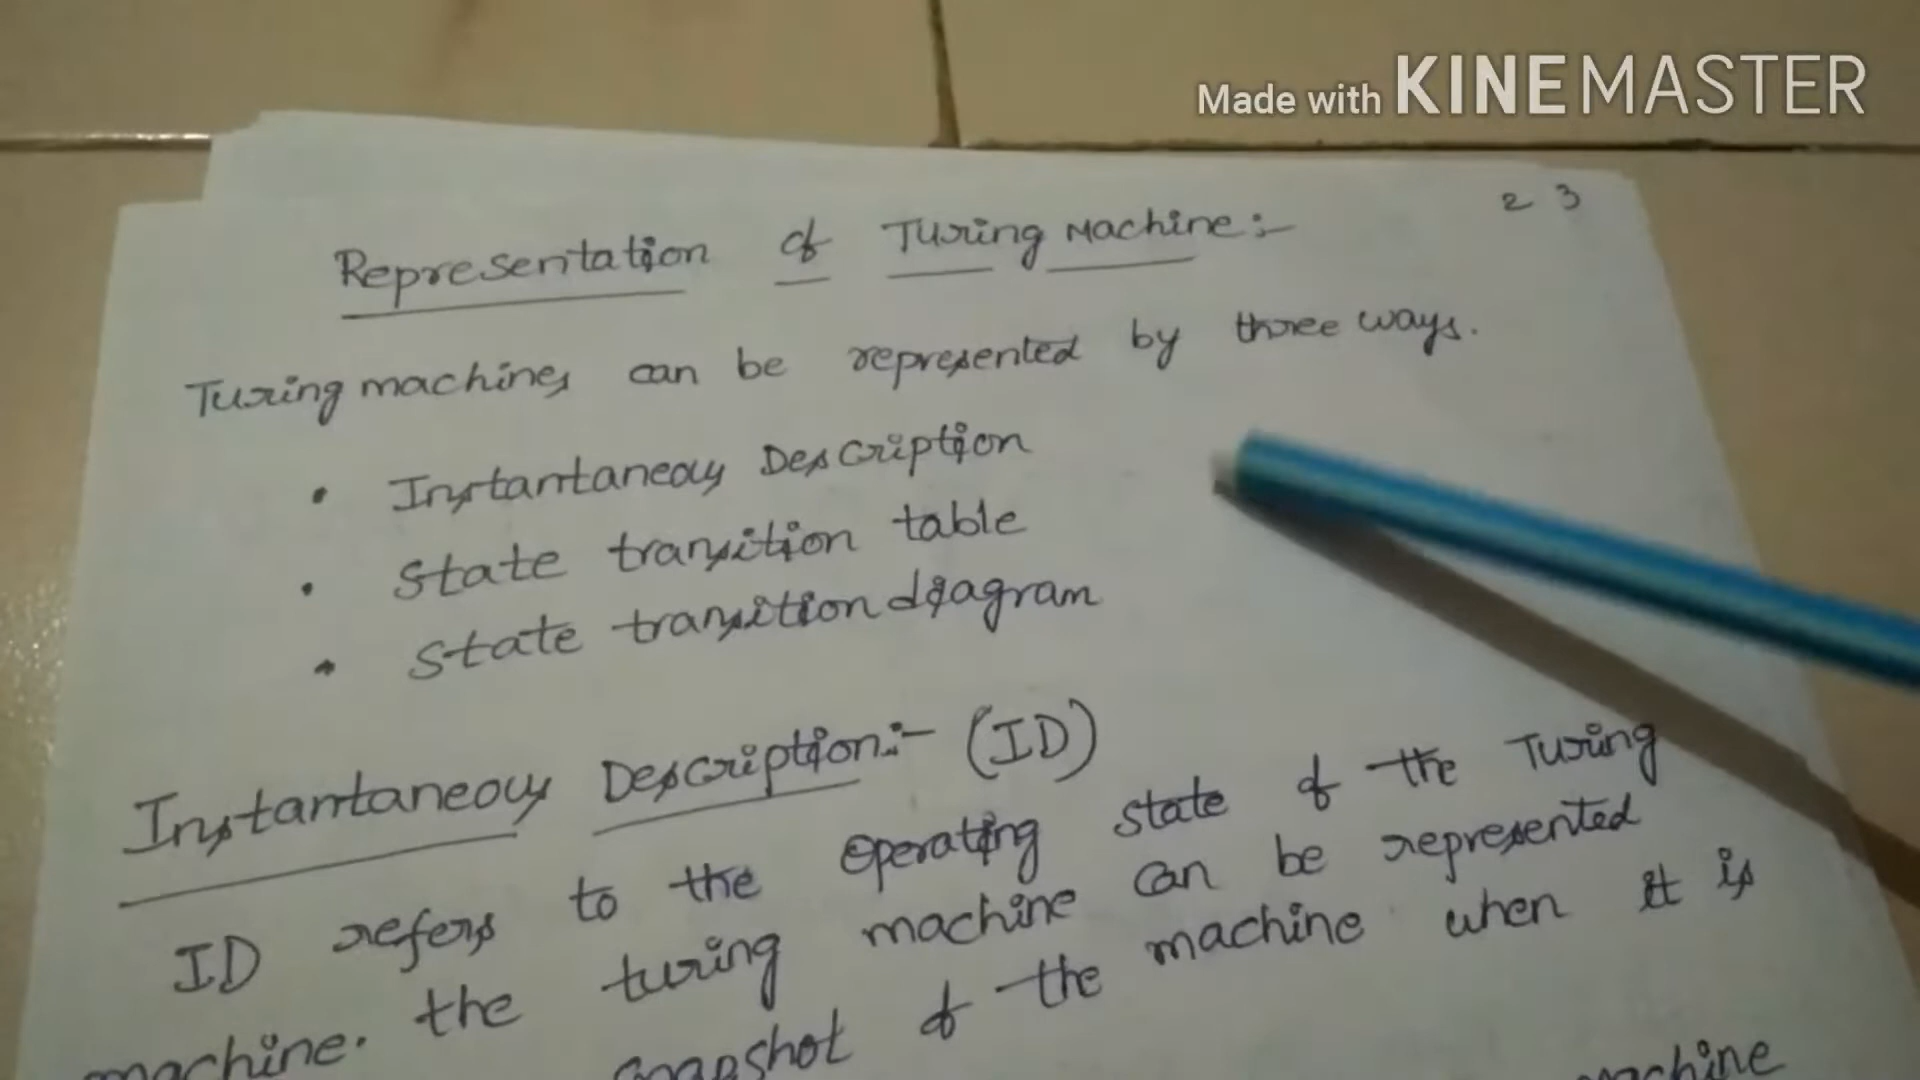 Made with KINEMASTER
2 3
Representation of Turing Machine:-
Turing machines can be represented by three ways.
• Instantaneous Description
• State transition table
• State transition diagram
Instantaneous Description:- (ID)
ID refers to the operating state of the Turing
machine. the turing machine can be represented
snapshot of the machine when it is
machine